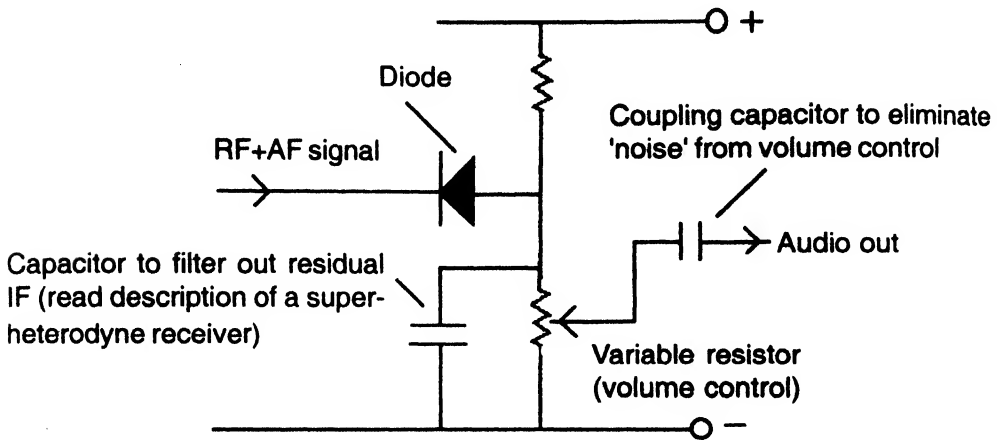 +
Diode
Coupling capacitor to eliminate
'noise' from volume control
RF+AF signal
Audio out
Capacitor to filter out residual
IF (read description of a super-
heterodyne receiver)
Variable resistor
(volume control)
−